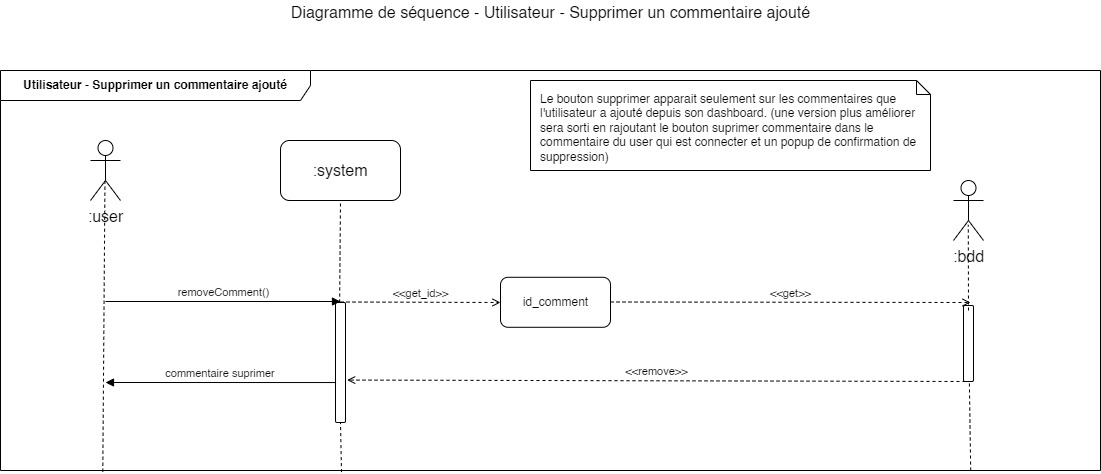 Diagramme de séquence - Utilisateur - Supprimer un commentaire ajouté
Utilisateur - Supprimer un commentaire ajouté
Le bouton supprimer apparait seulement sur les commentaires que
l'utilisateur a ajouté depuis son dashboard. (une version plus améliorer
sera sorti en rajoutant le bouton suprimer commentaire dans le
commentaire du user qui est connecter et un popup de confirmation de
suppression)
:system
:user
:bdd
removeComment()
<<get_id>>
id_comment
<<get>>
commentaire suprimer
<<remove>>